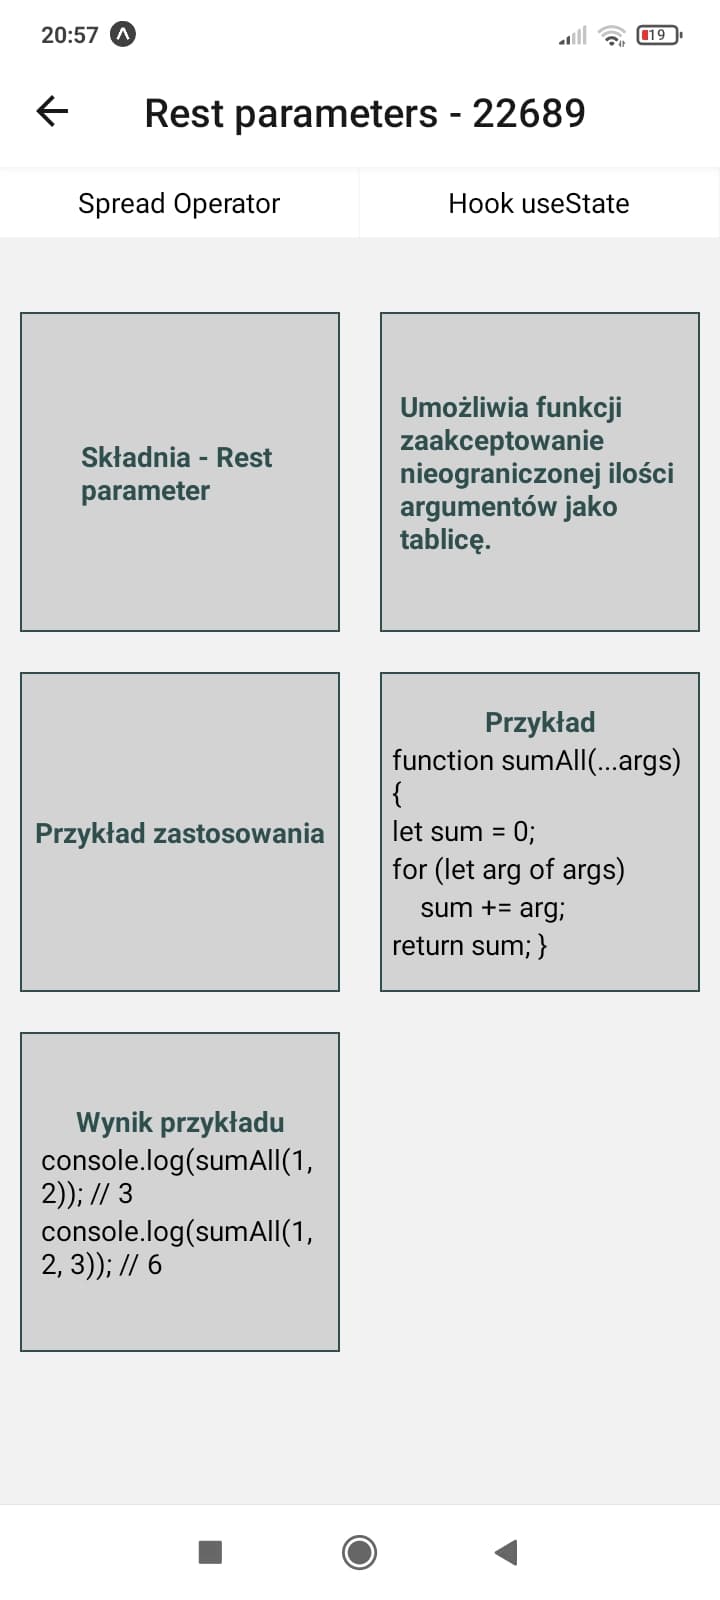 20:57
19
Rest parameters - 22689
Spread Operator
Hook useState
Składnia - Rest
parameter
Umożliwia funkcji
zaakceptowanie
nieograniczonej ilości
argumentów jako
tablicę.
Przykład zastosowania
Przykład
function sumAll(...args)
{
let sum = 0;
for (let arg of args)
sum += arg;
return sum; }
Wynik przykładu
console.log(sumAll(1,
2)); // 3
console.log(sumAll(1,
2, 3)); // 6